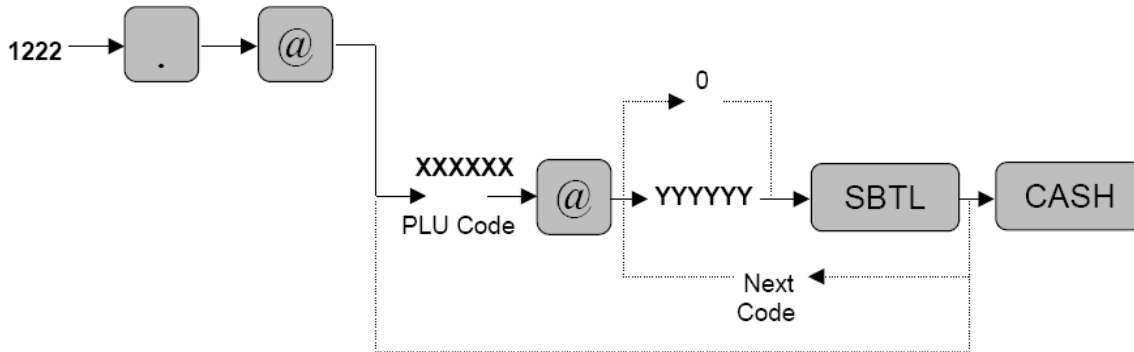 1222
.
@
0
XXXXXX
PLU Code
@
YYYYYY
SBTL
CASH
Next
Code